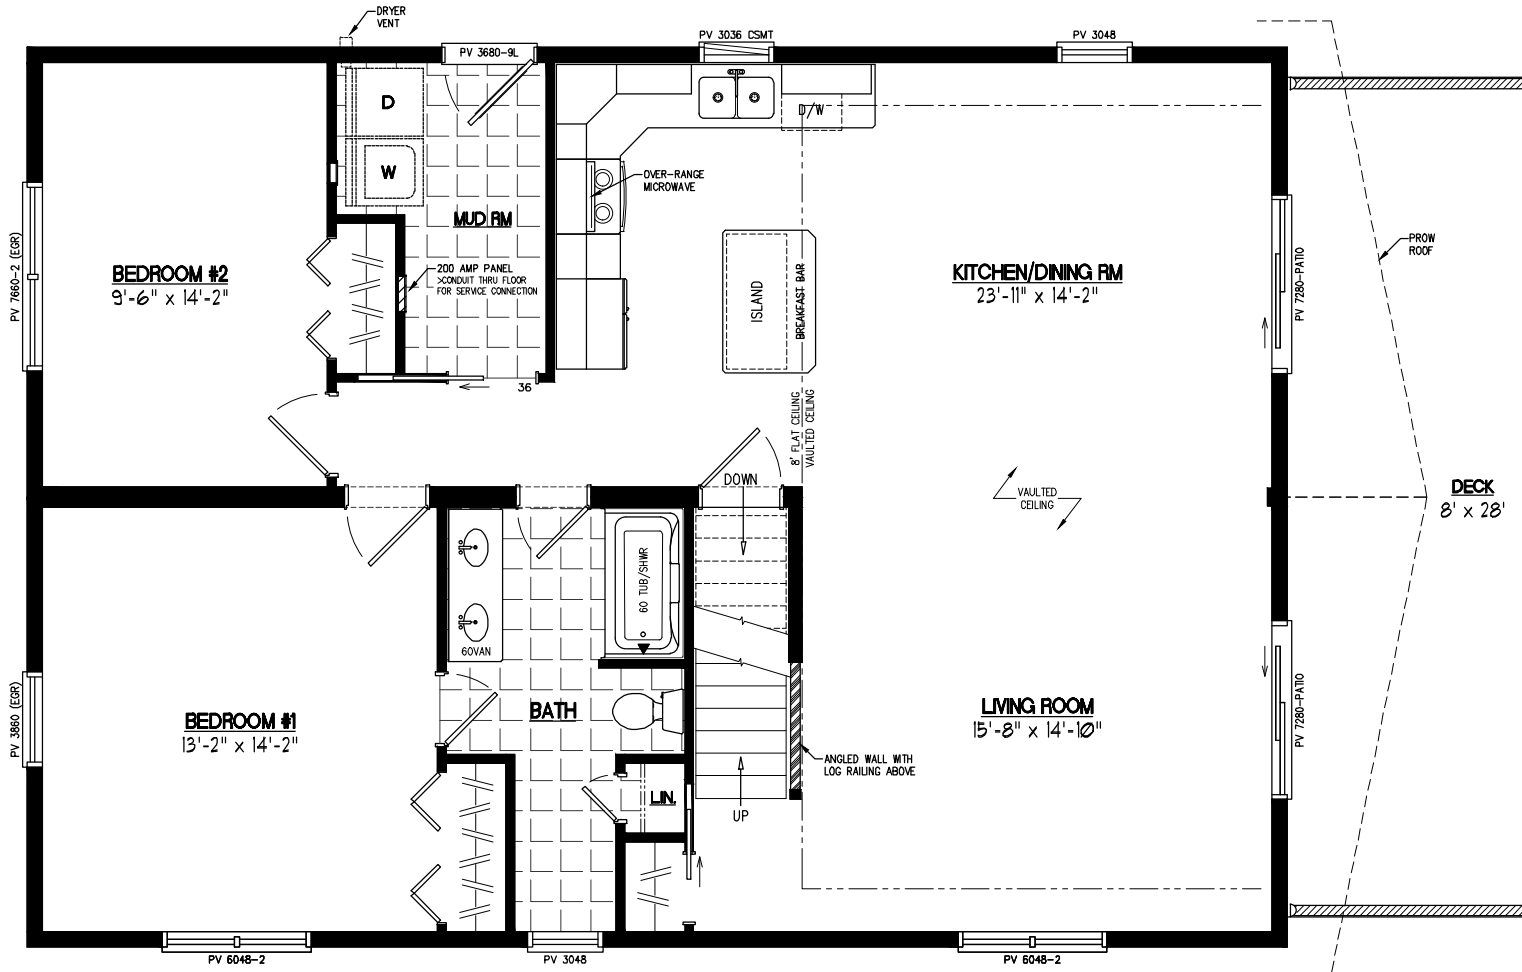 DRYER
VENT
PV 3680-9L
PV 3036 CSMT
PV 3048
D
W
D/W
OVER-RANGE
MICROWAVE
MUD RM
200 AMP PANEL
>CONDUIT THRU FLOOR
FOR SERVICE CONNECTION
BEDROOM #2
9'-6" x 14'-2"
PV 7660-2 (EGR)
ISLAND
BREAKFAST BAR
KITCHEN/DINING RM
23'-11" x 14'-2"
PV 7280-PATIO
PROW
ROOF
36
8' FLAT CEILING
VAULTED CEILING
DOWN
VAULTED
CEILING
DECK
8' x 28'
60 TUB/SHWR
60VAN
BEDROOM #1
13'-2" x 14'-2"
PV 3860 (EGR)
BATH
LIVING ROOM
15'-8" x 14'-10"
PV 7280-PATIO
ANGLED WALL WITH
LOG RAILING ABOVE
LIN.
UP
PV 6048-2
PV 3048
PV 6048-2